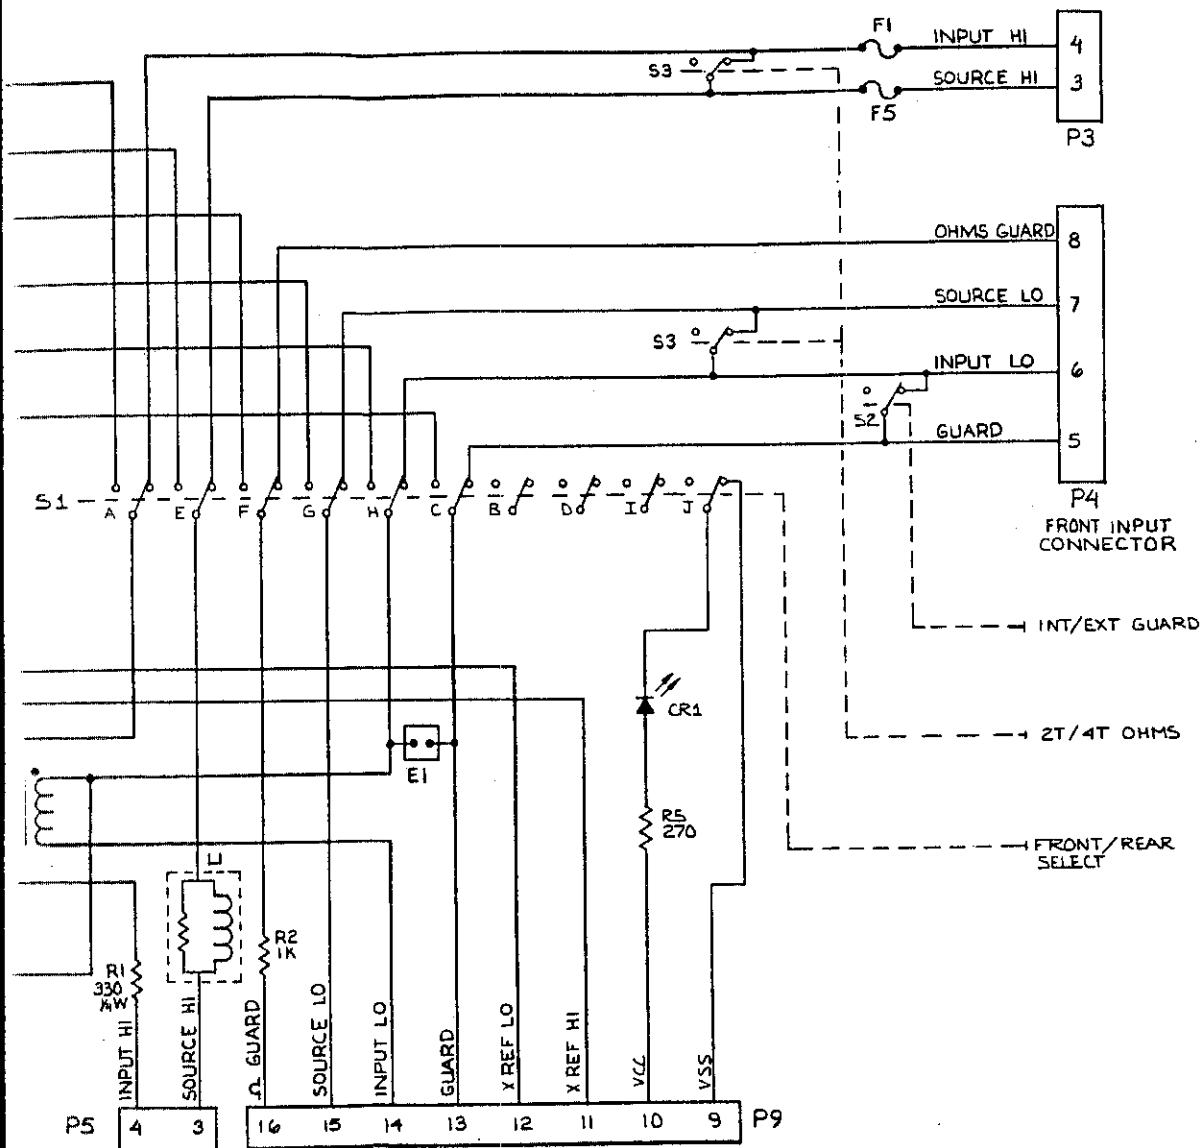 F1
INPUT HI
4
S3
SOURCE HI
3
F5
P3
OHMS GUARD
8
SOURCE LO
7
S3
INPUT LO
6
S2
GUARD
5
S1
A
E
F
G
H
C
B
D
I
J
P4
FRONT INPUT
CONNECTOR
INT/EXT GUARD
CR1
2T/4T OHMS
E1
R5
270
FRONT/REAR
SELECT
R2
1K
R1
330
1/4W
INPUT HI
SOURCE HI
Ω GUARD
SOURCE LO
INPUT LO
GUARD
X REF LO
X REF HI
VCC
VSS
P5
4
3
16
15
14
13
12
11
10
9
P9